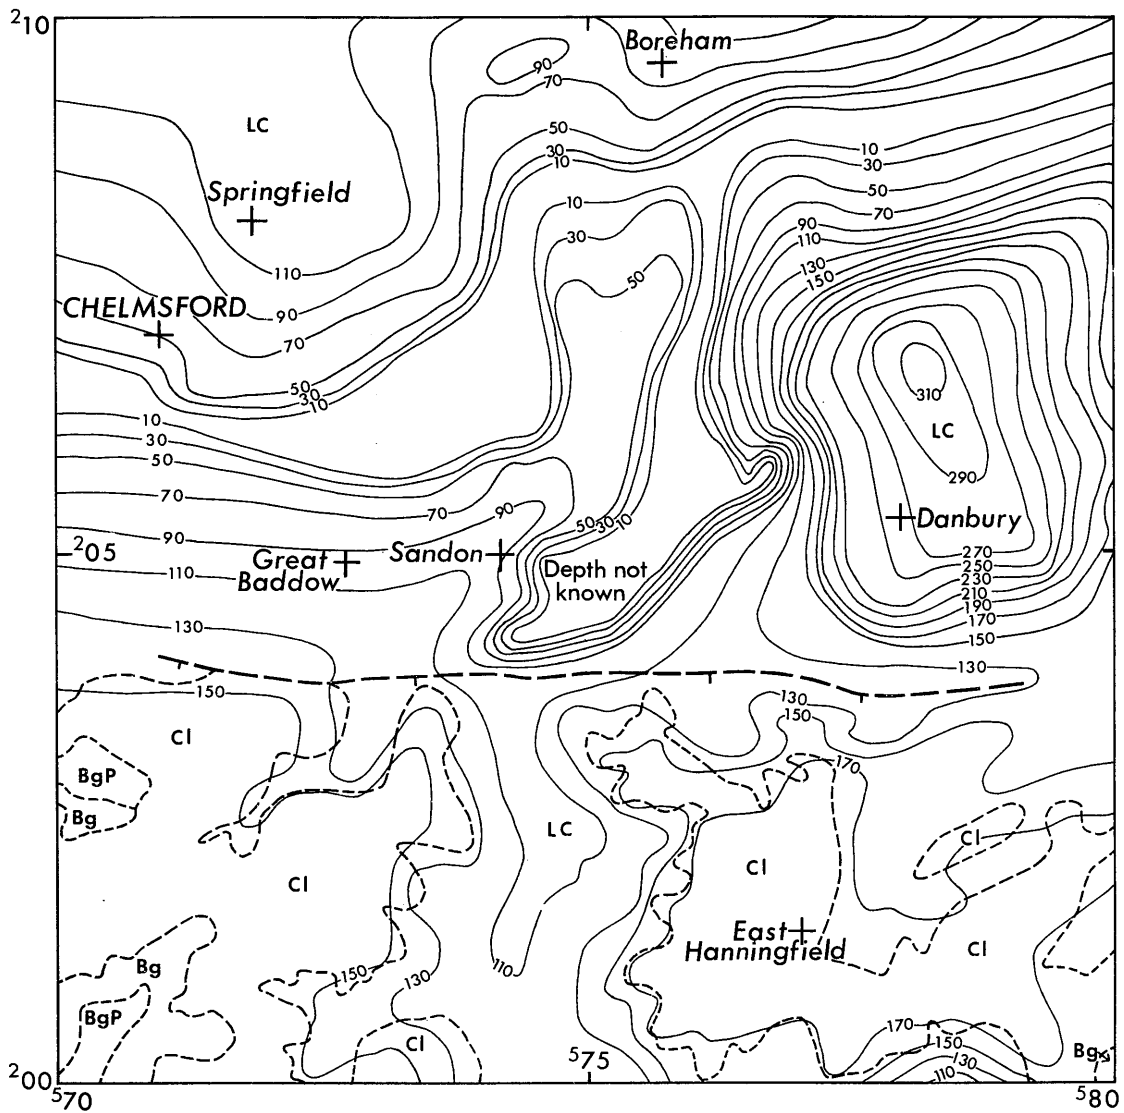 ²10
Boreham
90
70
LC
50
30
10
10
30
50
70
90
110
130
150
Springfield
10
30
50
110
CHELMSFORD
90
70
50
30
10
310
LC
290
10
30
50
70
70
90
50
30
10
Danbury
90
²05
Great
Baddow
Sandon
Depth not
known
110
270
250
230
210
190
170
150
130
130
150
130
150
Cl
BgP
Bg
170
LC
Cl
Cl
Cl
East
Hanningfield
Cl
Bg
110
150
130
BgP
Cl
170
150
130
110
Bg
²00
⁵70
⁵75
⁵80